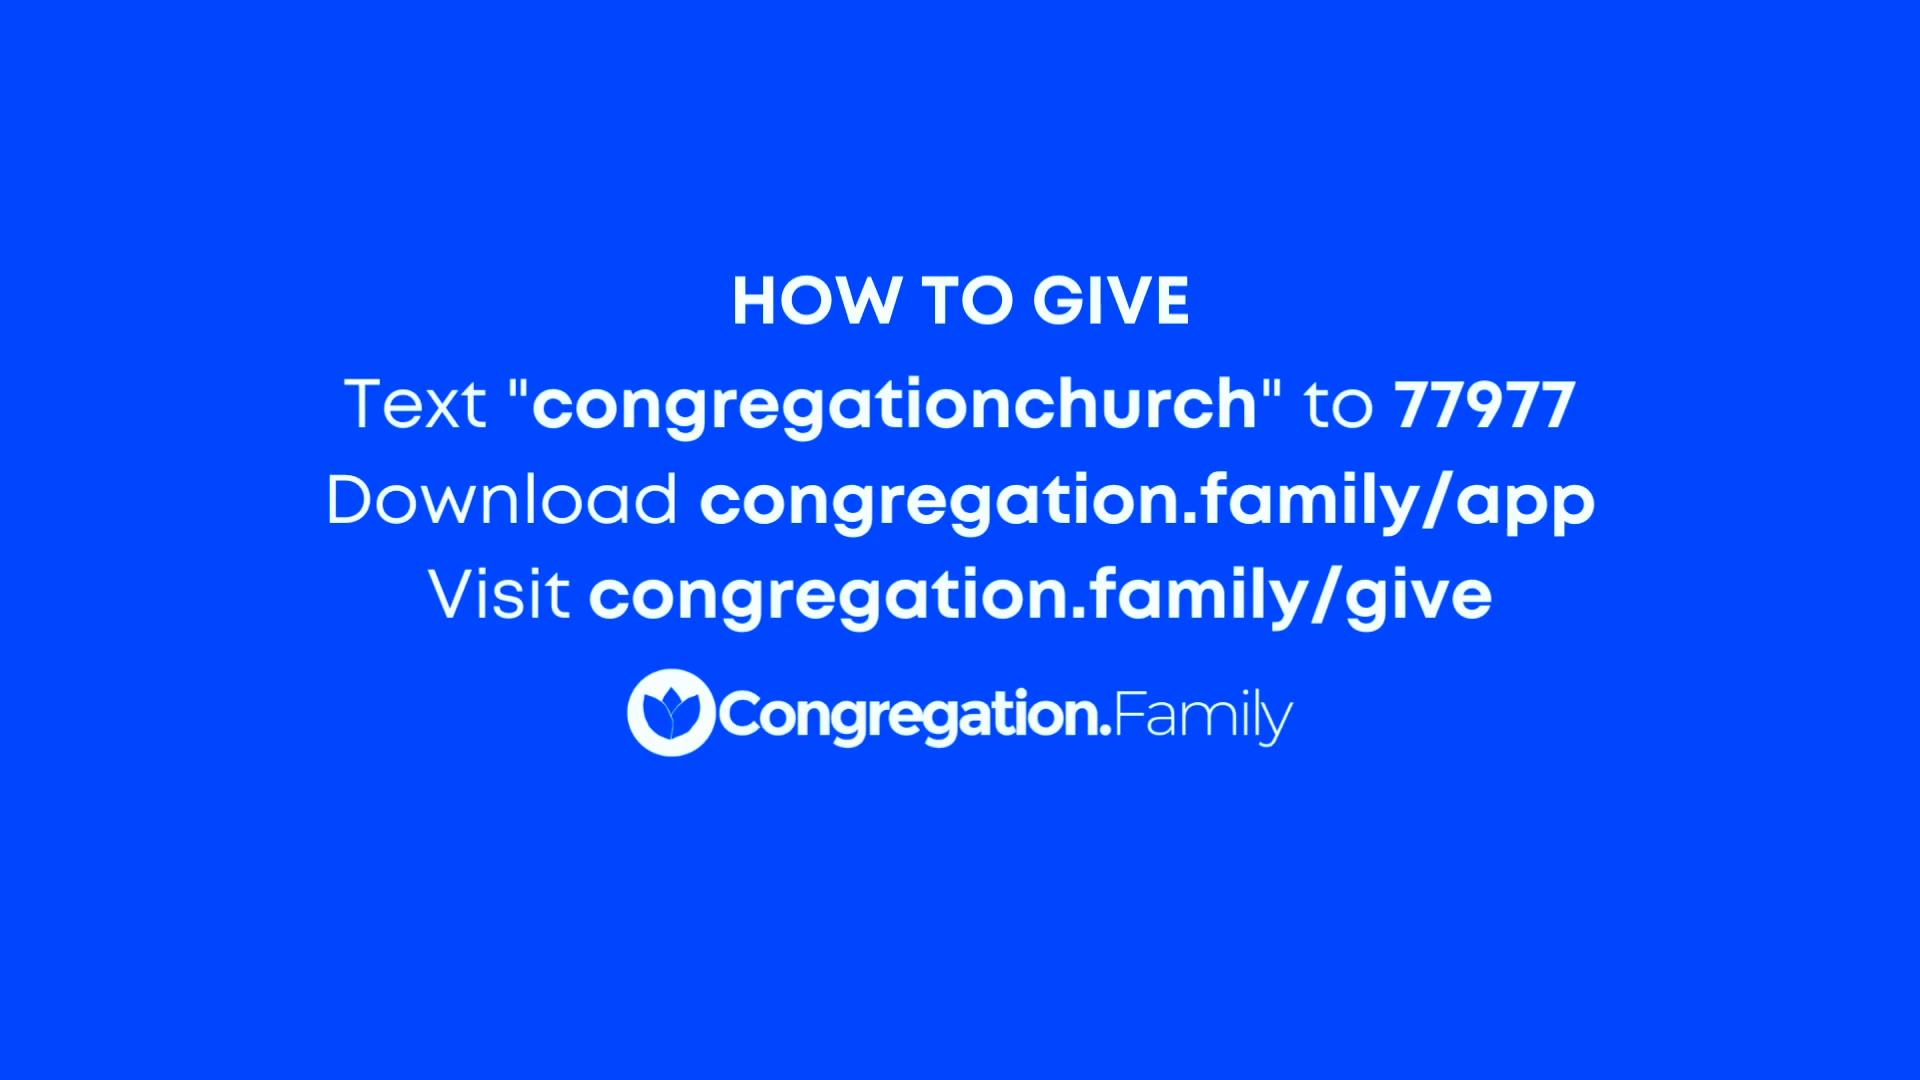 HOW TO GIVE
Text "congregationchurch" to 77977
Download congregation.family/app
Visit congregation.family/give
Congregation.Family